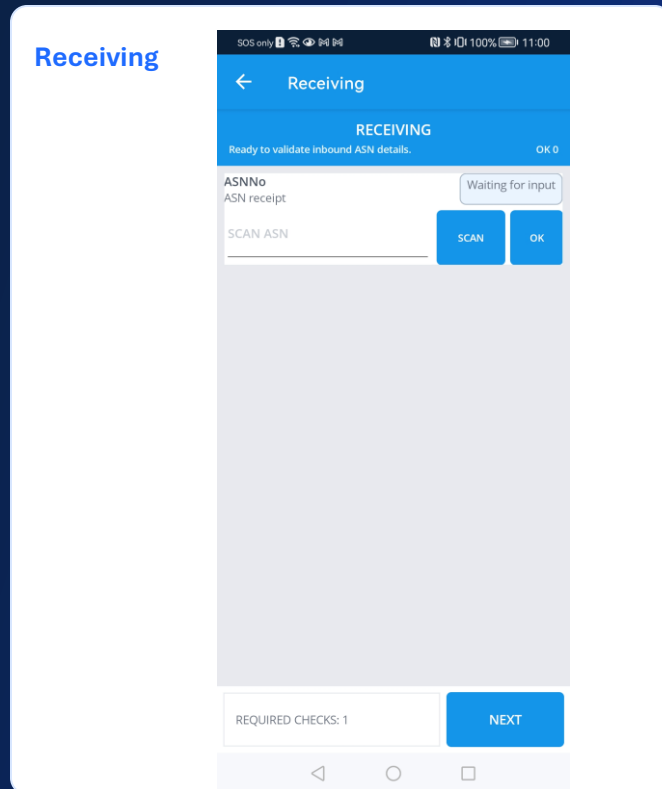 Receiving
SOS only 100% 11:00
Receiving
RECEIVING
Ready to validate inbound ASN details. OK 0
ASNNo
Waiting for input
ASN receipt
SCAN ASN
SCAN
OK
REQUIRED CHECKS: 1
NEXT